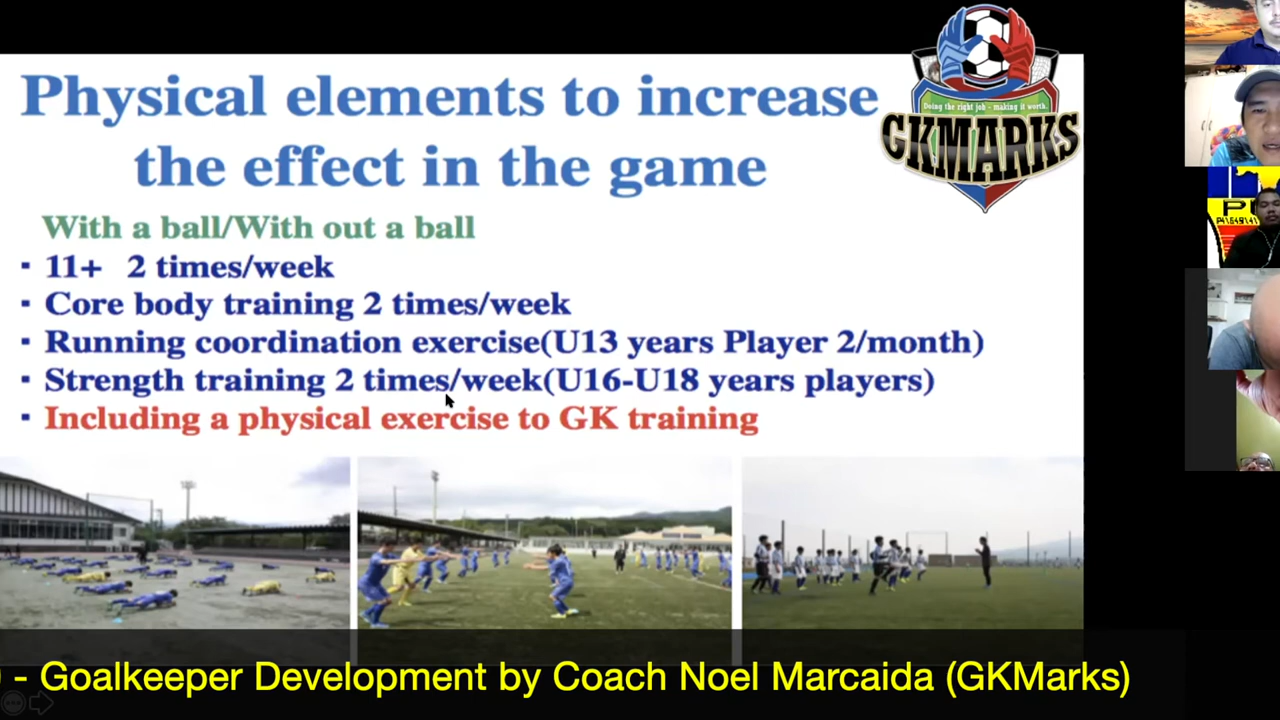 Physical elements to increase
the effect in the game
Doing the right job - making it worth.
GKMARKS
With a ball/With out a ball
▪ 11+ 2 times/week
▪ Core body training 2 times/week
▪ Running coordination exercise(U13 years Player 2/month)
▪ Strength training 2 times/week(U16-U18 years players)
▪ Including a physical exercise to GK training
- Goalkeeper Development by Coach Noel Marcaida (GKMarks)